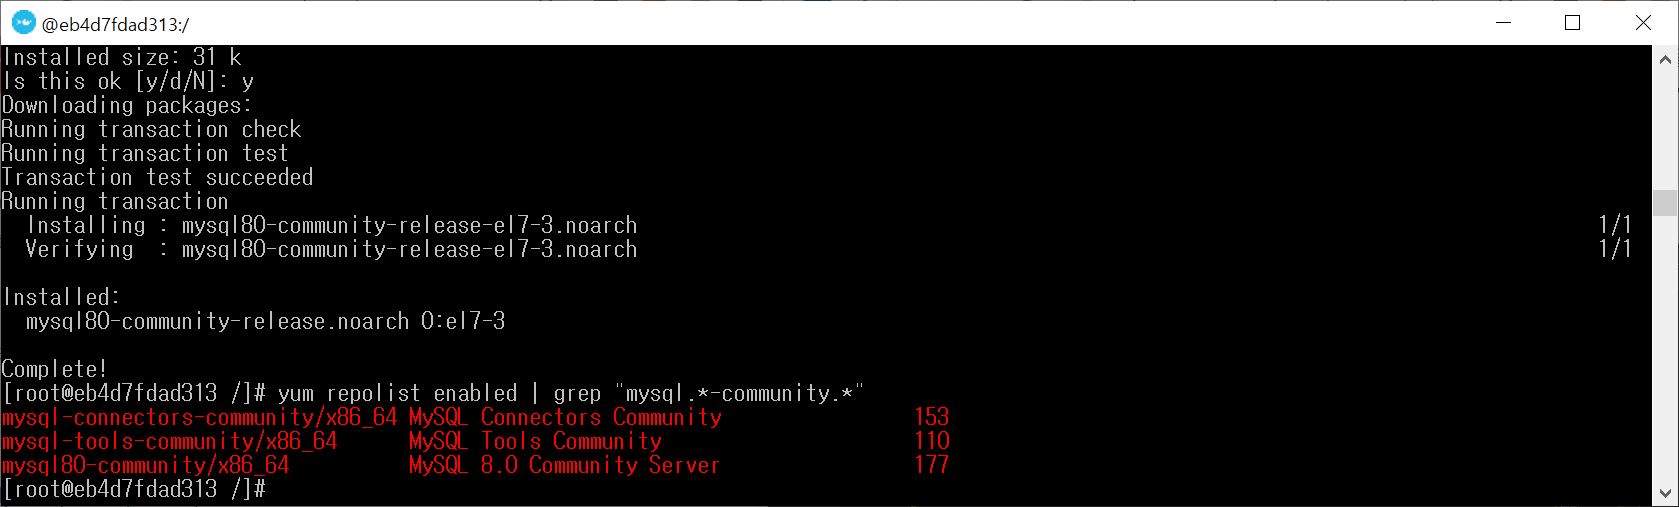 @eb4d7fdad313:/
Installed size: 31 k
Is this ok [y/d/N]: y
Downloading packages:
Running transaction check
Running transaction test
Transaction test succeeded
Running transaction
  Installing : mysql80-community-release-el7-3.noarch 1/1
  Verifying  : mysql80-community-release-el7-3.noarch 1/1
Installed:
  mysql80-community-release.noarch 0:el7-3
Complete!
[root@eb4d7fdad313 /]# yum repolist enabled | grep "mysql.*-community.*"
mysql-connectors-community/x86_64 MySQL Connectors Community 153
mysql-tools-community/x86_64 MySQL Tools Community 110
mysql80-community/x86_64 MySQL 8.0 Community Server 177
[root@eb4d7fdad313 /]#